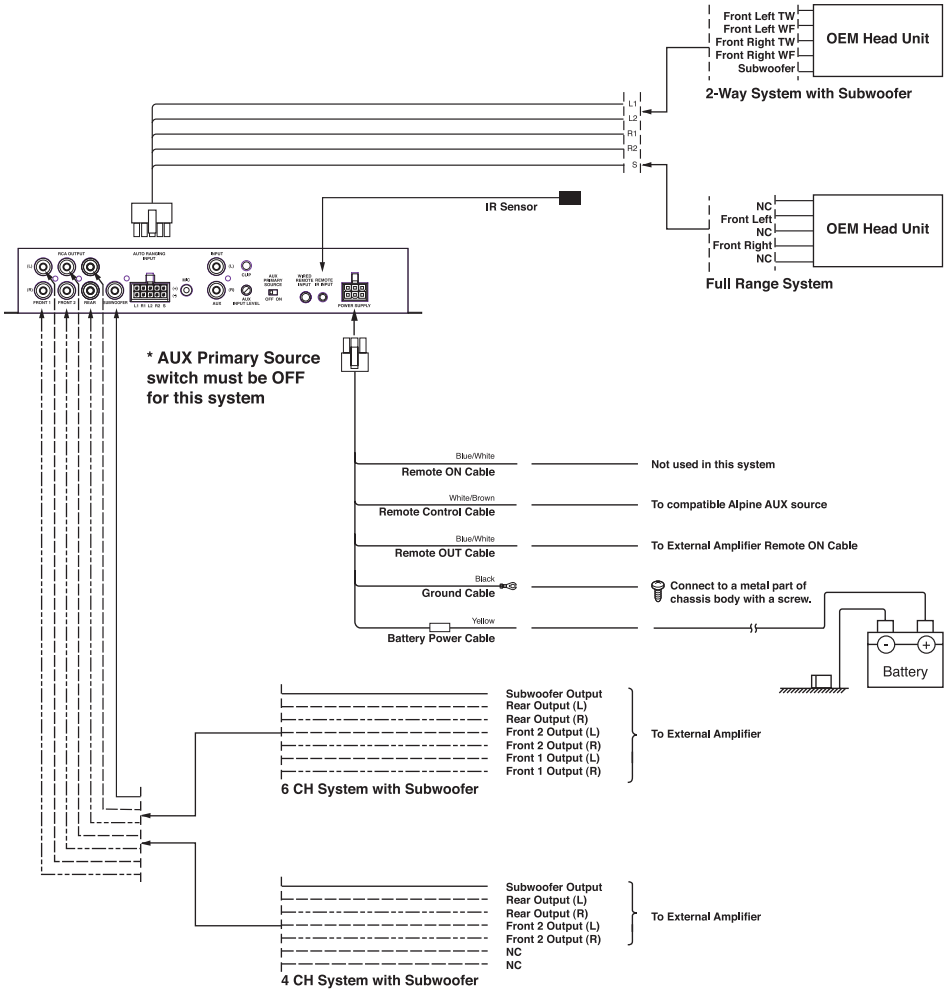 Front Left TW
Front Left WF
Front Right TW
Front Right WF
Subwoofer
OEM Head Unit
2-Way System with Subwoofer
L1
L2
R1
R2
S
IR Sensor
NC
Front Left
NC
Front Right
NC
OEM Head Unit
Full Range System
RCA OUTPUT
(L)
(R)
FRONT 1
FRONT 2
REAR
SUBWOOFER
AUTO RANGING
INPUT
(+)
(-)
L1 R1 L2 R2 S
MIC
INPUT
(L)
(R)
AUX
CLIP
AUX
INPUT LEVEL
AUX
PRIMARY
SOURCE
OFF ON
WIRED
REMOTE
INPUT
REMOTE
IR INPUT
POWER SUPPLY
* AUX Primary Source
switch must be OFF
for this system
Blue/White
Remote ON Cable
Not used in this system
White/Brown
Remote Control Cable
To compatible Alpine AUX source
Blue/White
Remote OUT Cable
To External Amplifier Remote ON Cable
Black
Ground Cable
Connect to a metal part of
chassis body with a screw.
Yellow
Battery Power Cable
- +
Battery
Subwoofer Output
Rear Output (L)
Rear Output (R)
Front 2 Output (L)
Front 2 Output (R)
Front 1 Output (L)
Front 1 Output (R)
To External Amplifier
6 CH System with Subwoofer
Subwoofer Output
Rear Output (L)
Rear Output (R)
Front 2 Output (L)
Front 2 Output (R)
NC
NC
To External Amplifier
4 CH System with Subwoofer